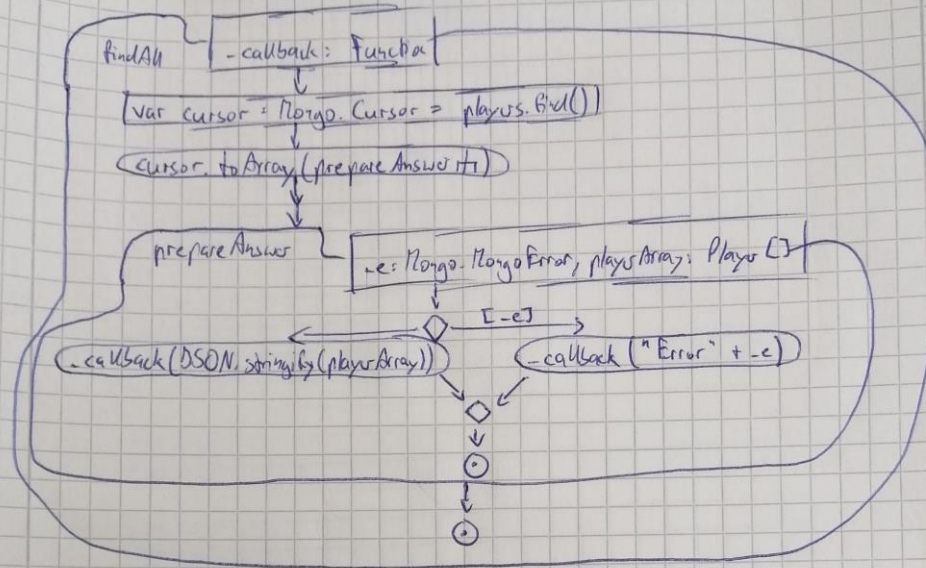 findAll
_callback: Function
var cursor: Mongo.Cursor = players.find()
cursor.toArray(prepareAnswer
prepareAnswer
_e: Mongo.MongoError, playerArray: Player[]
[_e]
_callback(JSON.stringify(playerArray))
_callback("Error" + _e)